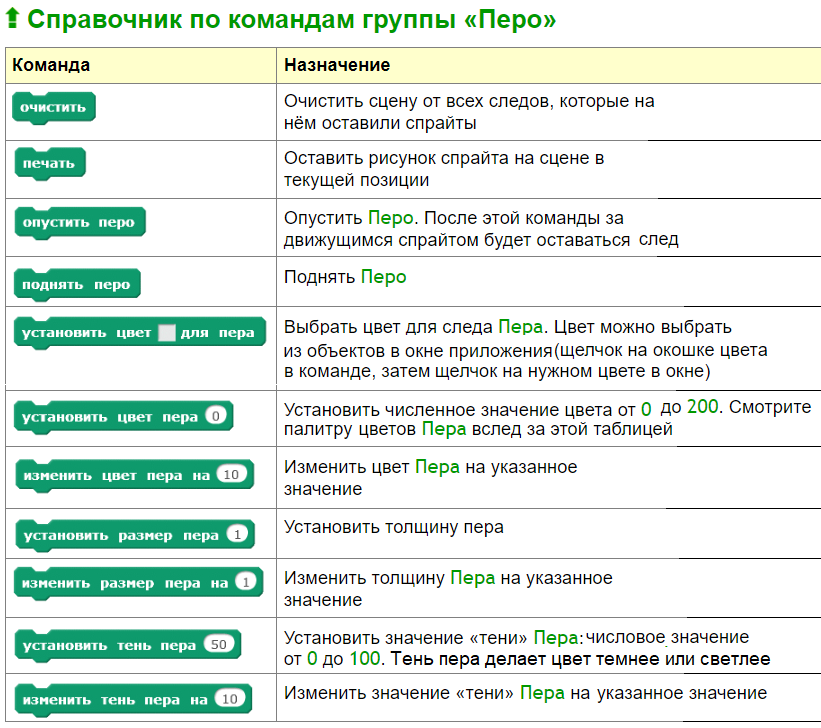 Справочник по командам группы «Перо»
Команда
Назначение
очистить
Очистить сцену от всех следов, которые на
нём оставили спрайты
печать
Оставить рисунок спрайта на сцене в
текущей позиции
опустить перо
Опустить Перо. После этой команды за
движущимся спрайтом будет оставаться след
поднять перо
Поднять Перо
установить цвет для пера
Выбрать цвет для следа Пера. Цвет можно выбрать
из объектов в окне приложения(щелчок на окошке цвета
в команде, затем щелчок на нужном цвете в окне)
установить цвет пера 0
Установить численное значение цвета от 0 до 200. Смотрите
палитру цветов Пера вслед за этой таблицей
изменить цвет пера на 10
Изменить цвет Пера на указанное
значение
установить размер пера 1
Установить толщину пера
изменить размер пера на 1
Изменить толщину Пера на указанное
значение
установить тень пера 50
Установить значение «тени» Пера:числовое значение
от 0 до 100. Тень пера делает цвет темнее или светлее
изменить тень пера на 10
Изменить значение «тени» Пера на указанное значение